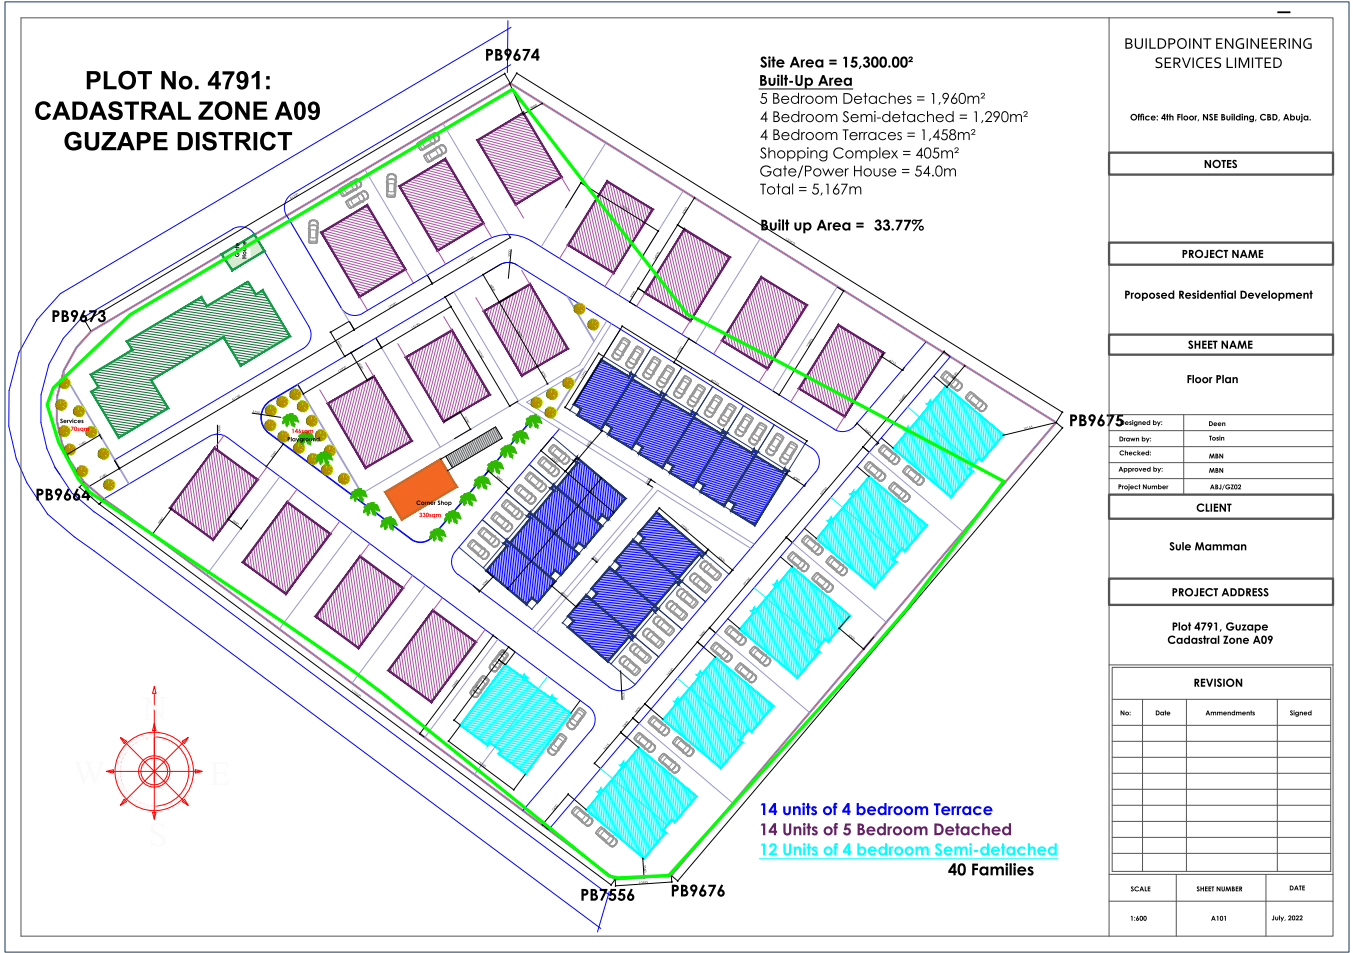 PLOT No. 4791:
CADASTRAL ZONE A09
GUZAPE DISTRICT
PB9674
Site Area = 15,300.00²
Built-Up Area
5 Bedroom Detaches = 1,960m²
4 Bedroom Semi-detached = 1,290m²
4 Bedroom Terraces = 1,458m²
Shopping Complex = 405m²
Gate/Power House = 54.0m
Total = 5,167m
Built up Area = 33.77%
PB9673
PB9675
PB9664
Services
70sqm
146sqm
Playground
Corner Shop
330sqm
PB7556
PB9676
W
E
S
14 units of 4 bedroom Terrace
14 Units of 5 Bedroom Detached
12 Units of 4 bedroom Semi-detached
40 Families
BUILDPOINT ENGINEERING
SERVICES LIMITED
Office: 4th Floor, NSE Building, CBD, Abuja.
NOTES
PROJECT NAME
Proposed Residential Development
SHEET NAME
Floor Plan
Designed by: Deen
Drawn by: Tosin
Checked: MBN
Approved by: MBN
Project Number ABJ/GZ02
CLIENT
Sule Mamman
PROJECT ADDRESS
Plot 4791, Guzape
Cadastral Zone A09
REVISION
No: Date Ammendments Signed
SCALE SHEET NUMBER DATE
1:600 A101 July, 2022